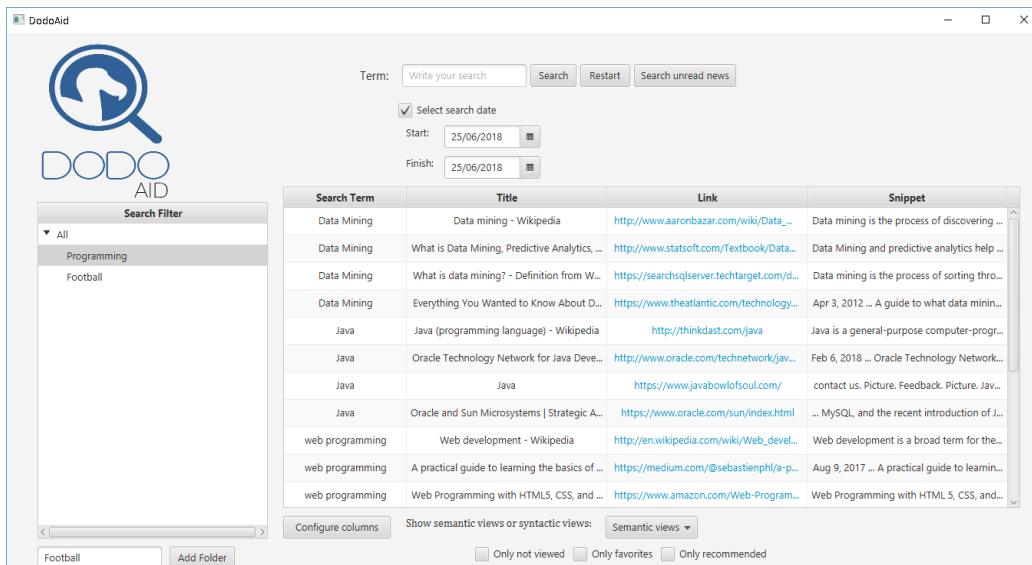 DodoAid
Term: Write your search Search Restart Search unread news
Select search date
Start: 25/06/2018
Finish: 25/06/2018
DODO
AID
Search Filter
All
Programming
Football
Search Term Title Link Snippet
Data Mining Data mining - Wikipedia http://www.aaronbazar.com/wiki/Data_... Data mining is the process of discovering ...
Data Mining What is Data Mining, Predictive Analytics, ... http://www.statsoft.com/Textbook/Data... Data Mining and predictive analytics help ...
Data Mining What is data mining? - Definition from W... https://searchsqlserver.techtarget.com/d... Data mining is the process of sorting thro...
Data Mining Everything You Wanted to Know About D... https://www.theatlantic.com/technology... Apr 3, 2012 ... A guide to what data minin...
Java Java (programming language) - Wikipedia http://thinkdast.com/java Java is a general-purpose computer-progr...
Java Oracle Technology Network for Java Deve... http://www.oracle.com/technetwork/jav... Feb 6, 2018 ... Oracle Technology Network...
Java Java https://www.javabowlofsoul.com/ contact us. Picture. Feedback. Picture. Jav...
Java Oracle and Sun Microsystems | Strategic A... https://www.oracle.com/sun/index.html ... MySQL, and the recent introduction of J...
web programming Web development - Wikipedia http://en.wikipedia.com/wiki/Web_devel... Web development is a broad term for the...
web programming A practical guide to learning the basics of ... https://medium.com/@sebastienphl/a-p... Aug 9, 2017 ... A practical guide to learnin...
web programming Web Programming with HTML5, CSS, and ... https://www.amazon.com/Web-Program... Web Programming with HTML 5, CSS, and...
Configure columns Show semantic views or syntactic views: Semantic views
Football Add Folder
Only not viewed Only favorites Only recommended